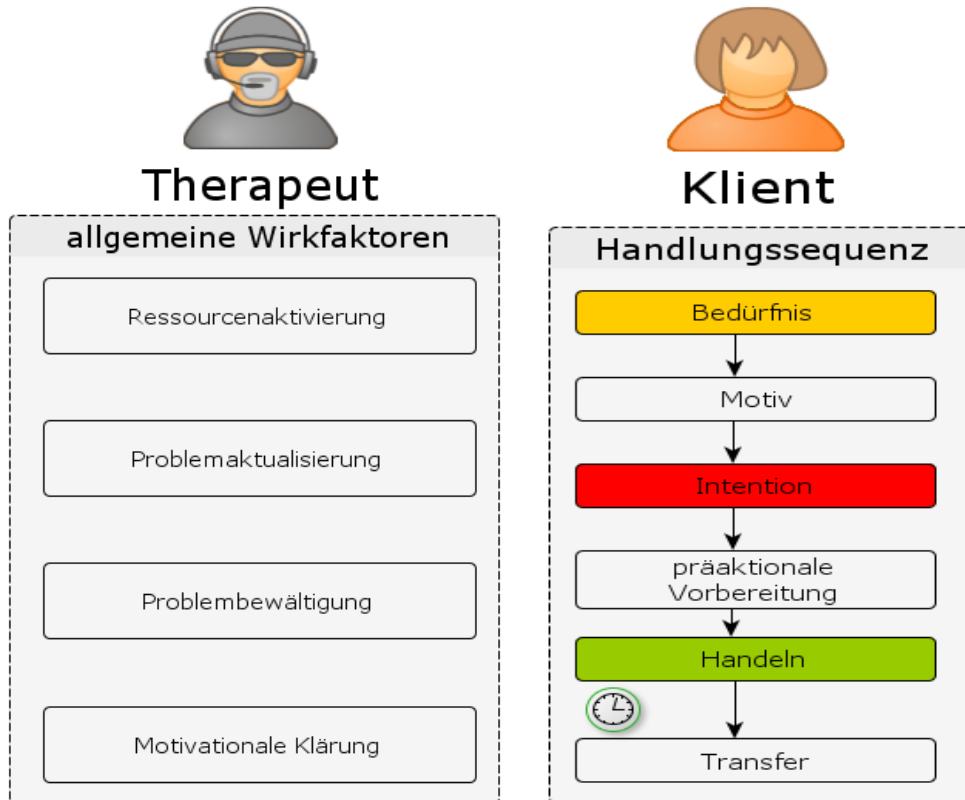 Therapeut
allgemeine Wirkfaktoren
Ressourcenaktivierung
Problemaktualisierung
Problembewältigung
Motivationale Klärung
Klient
Handlungssequenz
Bedürfnis
Motiv
Intention
präaktionale
Vorbereitung
Handeln
Transfer